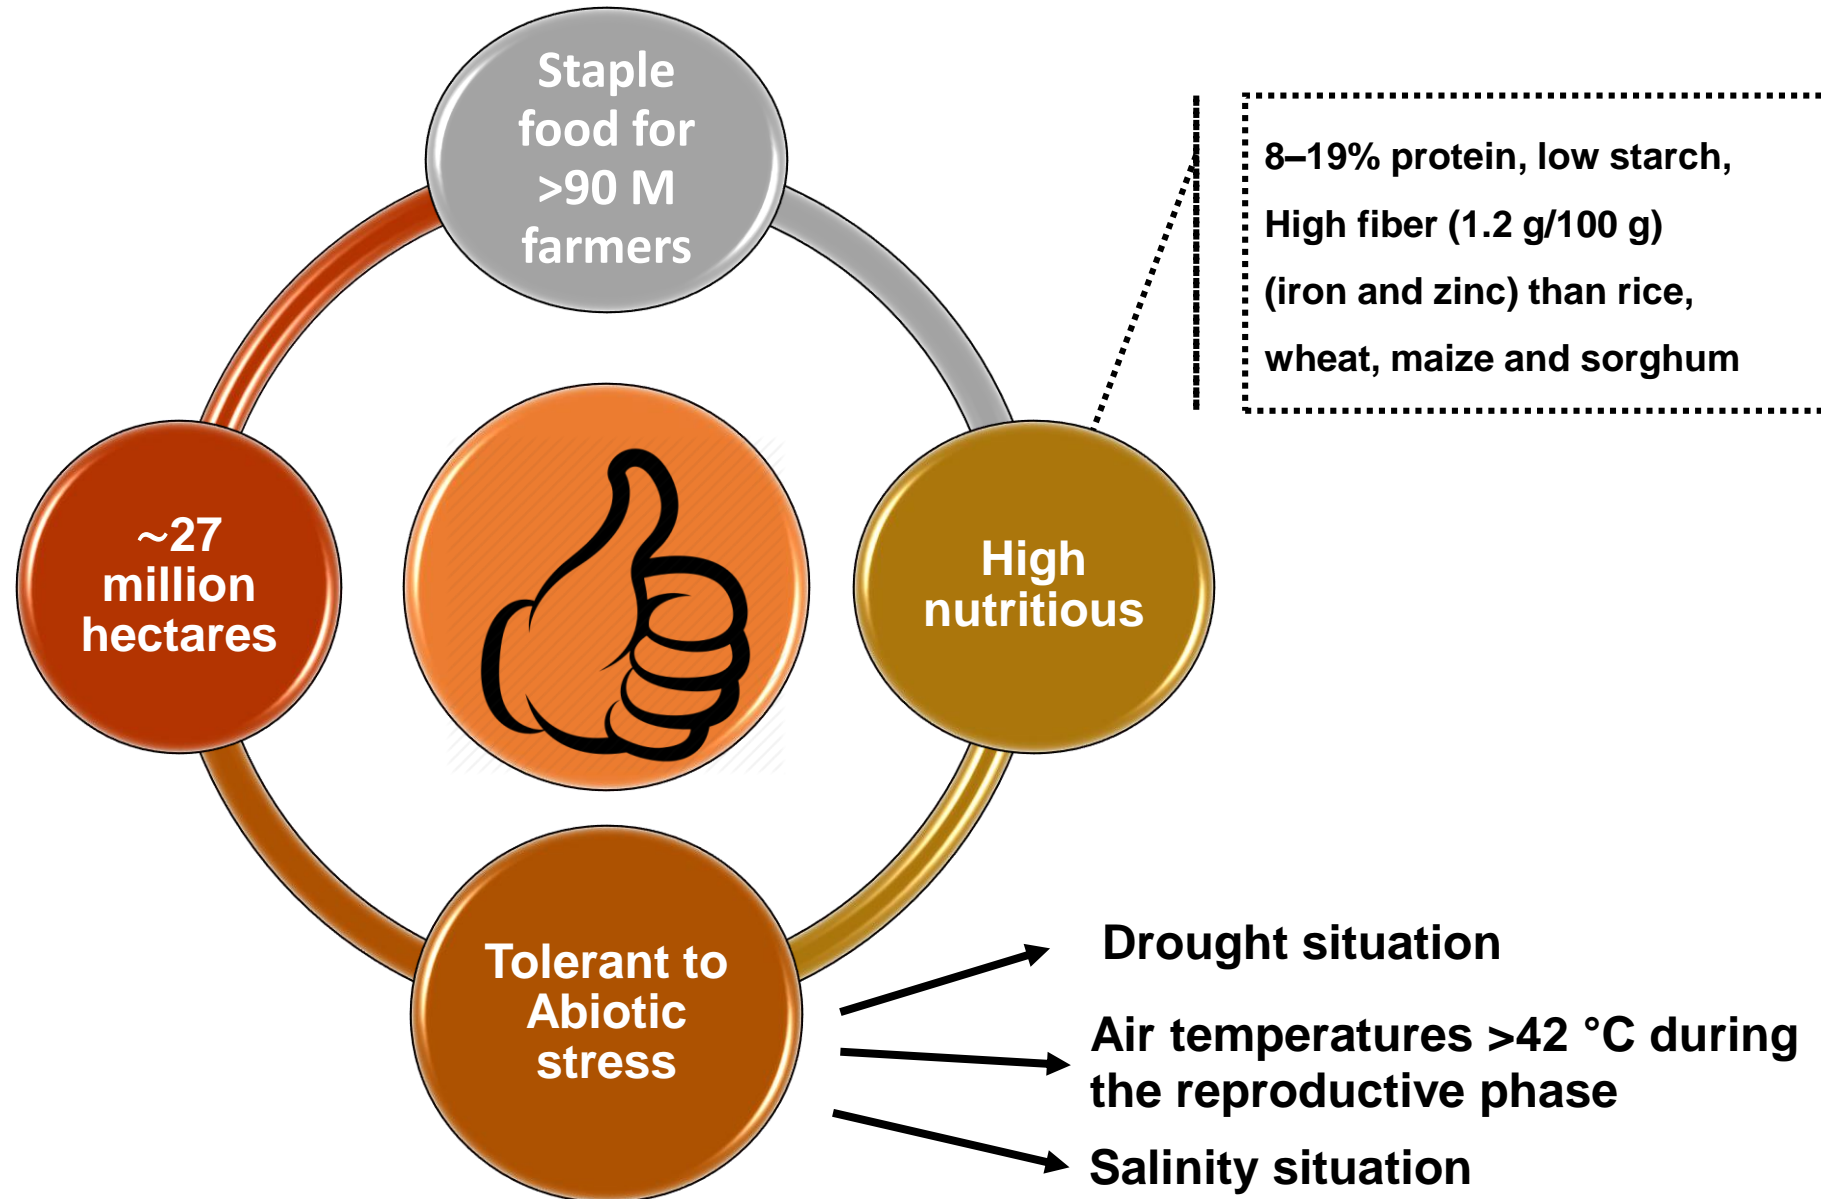 Staple
food for
>90 M
farmers
8–19% protein, low starch,
High fiber (1.2 g/100 g)
(iron and zinc) than rice,
wheat, maize and sorghum
~27
million
hectares
High
nutritious
Tolerant to
Abiotic
stress
Drought situation
Air temperatures >42 °C during
the reproductive phase
Salinity situation